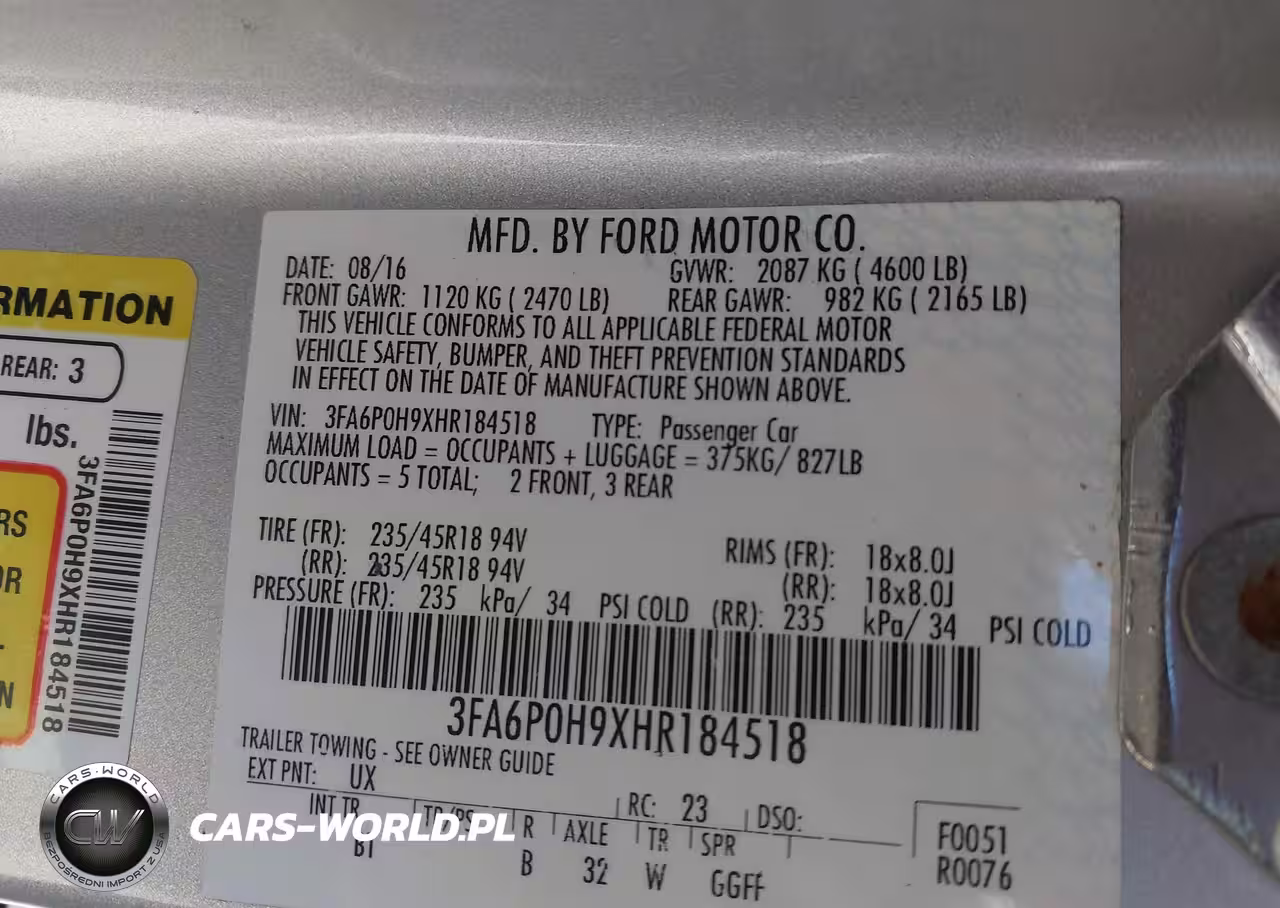 MFD. BY FORD MOTOR CO.
DATE: 08/16 GVWR: 2087 KG ( 4600 LB)
FRONT GAWR: 1120 KG ( 2470 LB) REAR GAWR: 982 KG ( 2165 LB)
THIS VEHICLE CONFORMS TO ALL APPLICABLE FEDERAL MOTOR
VEHICLE SAFETY, BUMPER, AND THEFT PREVENTION STANDARDS
IN EFFECT ON THE DATE OF MANUFACTURE SHOWN ABOVE.
VIN: 3FA6P0H9XHR184518 TYPE: Passenger Car
MAXIMUM LOAD = OCCUPANTS + LUGGAGE = 375KG/ 827LB
OCCUPANTS = 5 TOTAL; 2 FRONT, 3 REAR
TIRE (FR): 235/45R18 94V RIMS (FR): 18x8.0J
(RR): 235/45R18 94V (RR): 18x8.0J
PRESSURE (FR): 235 kPa/ 34 PSI COLD (RR): 235 kPa/ 34 PSI COLD
3FA6P0H9XHR184518
TRAILER TOWING - SEE OWNER GUIDE
EXT PNT: UX
RC: 23 DSO:
INT TR R AXLE TR SPR
B 32 W GGFF
F0051
R0076
RMATION
REAR: 3
lbs.
3FA6P0H9XHR184518
RS
OR
N
CARS-WORLD
CW
BEZPOŚREDNI IMPORT Z USA
CARS-WORLD.PL